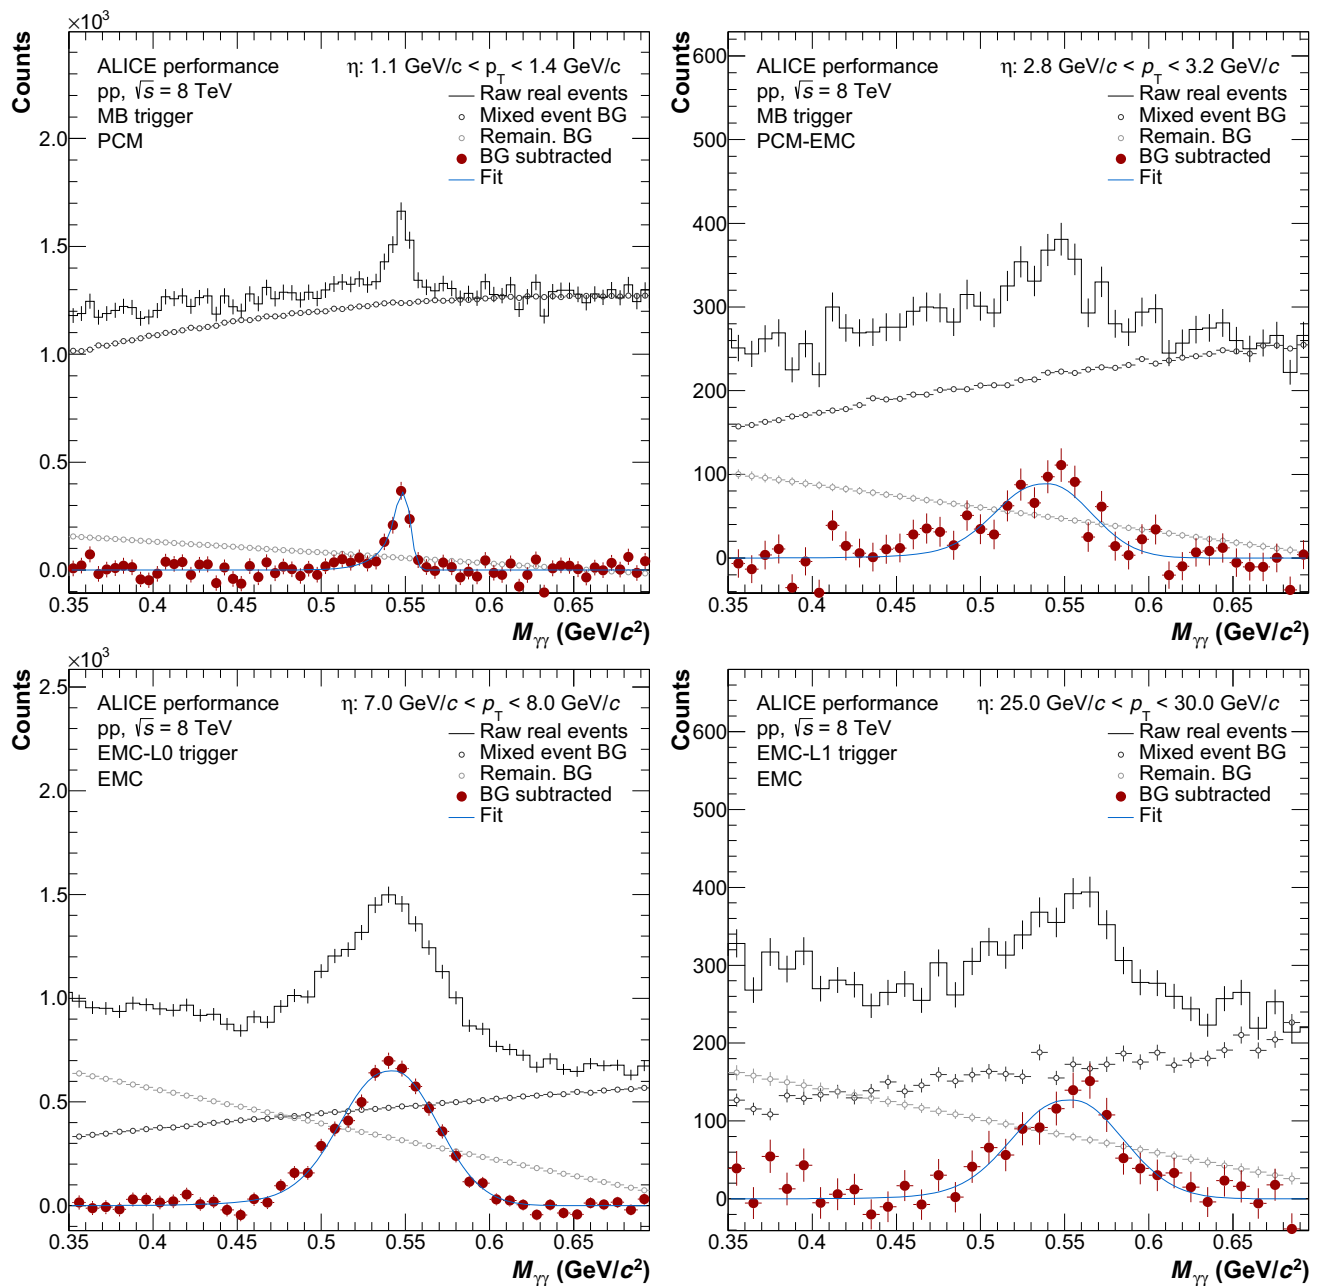 ×10³
Counts
ALICE performance
η: 1.1 GeV/c < p_T < 1.4 GeV/c
pp, √s = 8 TeV
MB trigger
PCM
Raw real events
Mixed event BG
Remain. BG
BG subtracted
Fit
2.0
1.5
1.0
0.5
0.0
0.35 0.4 0.45 0.5 0.55 0.6 0.65
M_γγ (GeV/c²)
Counts
ALICE performance
η: 2.8 GeV/c < p_T < 3.2 GeV/c
pp, √s = 8 TeV
MB trigger
PCM-EMC
Raw real events
Mixed event BG
Remain. BG
BG subtracted
Fit
600
500
400
300
200
100
0
0.35 0.4 0.45 0.5 0.55 0.6 0.65
M_γγ (GeV/c²)
×10³
Counts
ALICE performance
η: 7.0 GeV/c < p_T < 8.0 GeV/c
pp, √s = 8 TeV
EMC-L0 trigger
EMC
Raw real events
Mixed event BG
Remain. BG
BG subtracted
Fit
2.5
2.0
1.5
1.0
0.5
0.0
0.35 0.4 0.45 0.5 0.55 0.6 0.65
M_γγ (GeV/c²)
Counts
ALICE performance
η: 25.0 GeV/c < p_T < 30.0 GeV/c
pp, √s = 8 TeV
EMC-L1 trigger
EMC
Raw real events
Mixed event BG
Remain. BG
BG subtracted
Fit
600
500
400
300
200
100
0
0.35 0.4 0.45 0.5 0.55 0.6 0.65
M_γγ (GeV/c²)